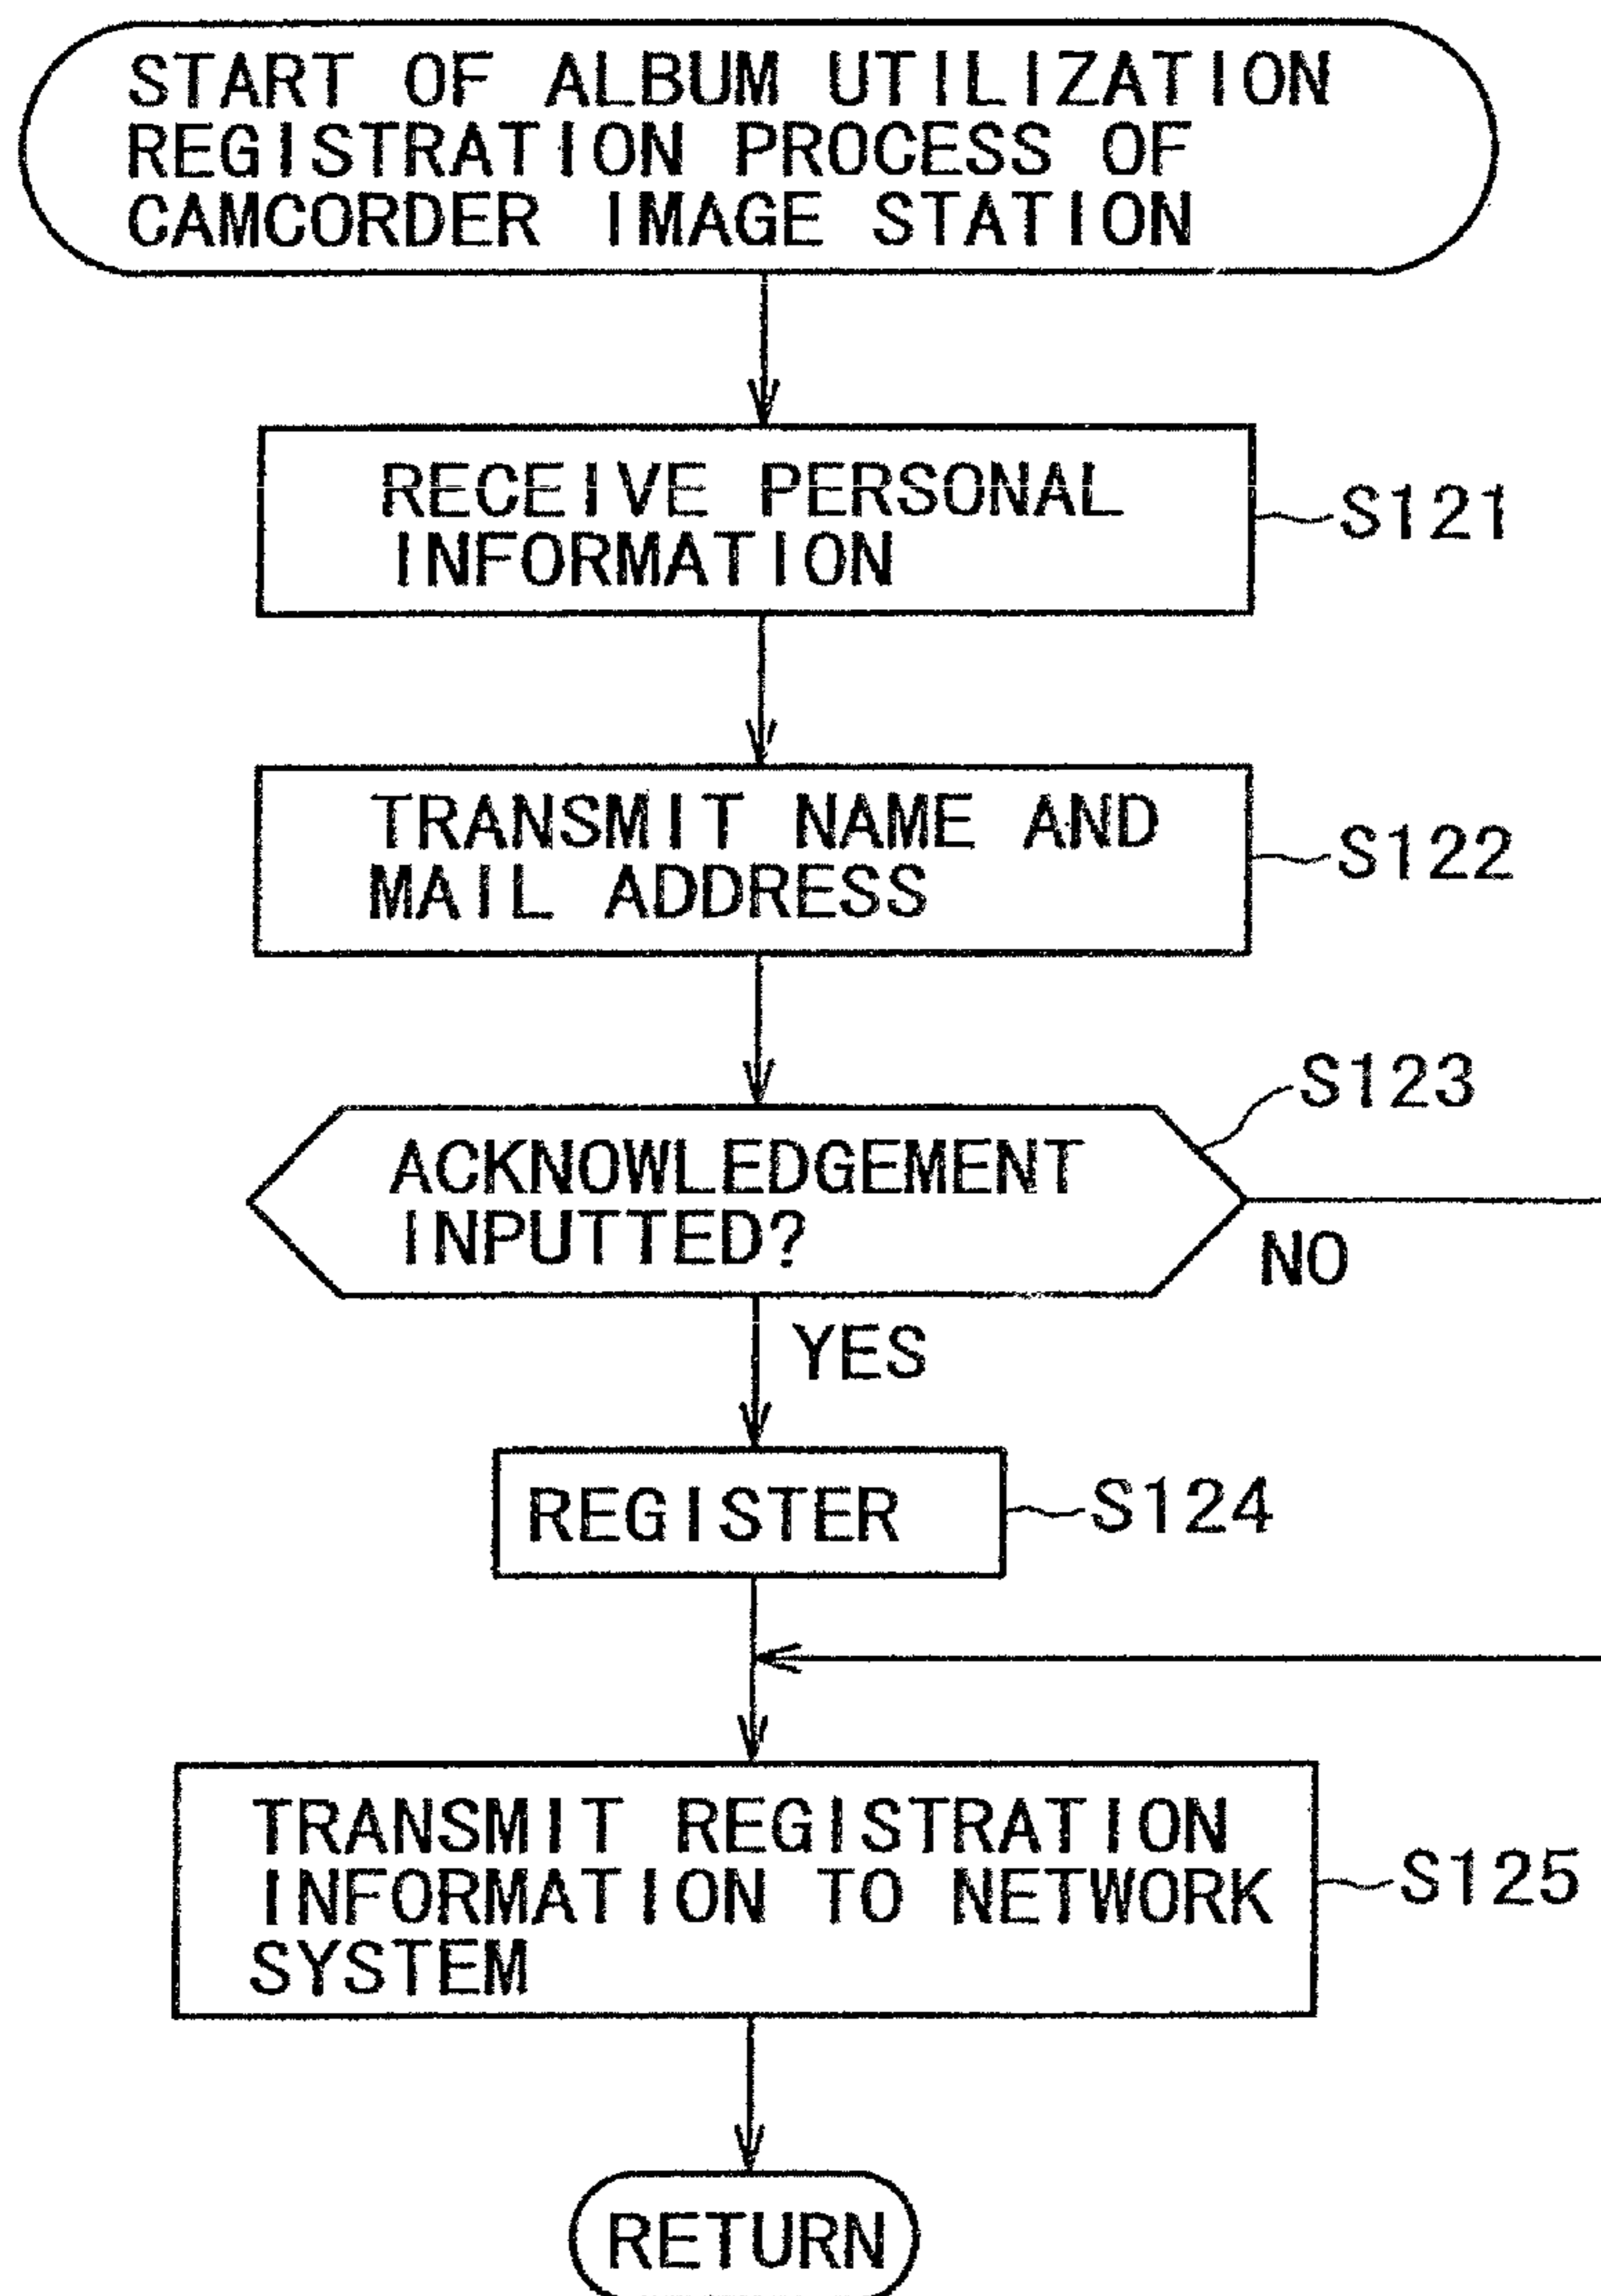 START OF ALBUM UTILIZATION
REGISTRATION PROCESS OF
CAMCORDER IMAGE STATION
RECEIVE PERSONAL
INFORMATION
S121
TRANSMIT NAME AND
MAIL ADDRESS
S122
S123
ACKNOWLEDGEMENT
INPUTTED?
NO
YES
REGISTER
S124
TRANSMIT REGISTRATION
INFORMATION TO NETWORK
SYSTEM
S125
RETURN